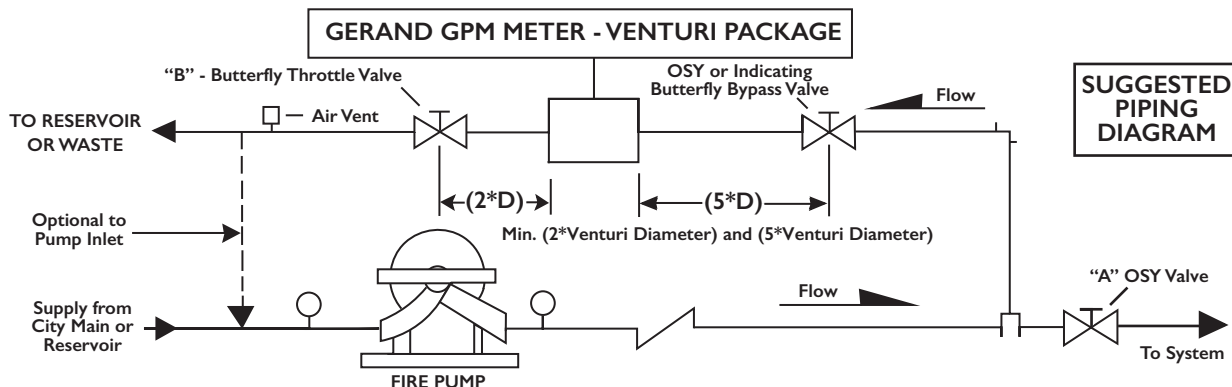 GERAND GPM METER - VENTURI PACKAGE
“B” - Butterfly Throttle Valve
OSY or Indicating
Butterfly Bypass Valve
Flow
SUGGESTED
PIPING
DIAGRAM
Air Vent
TO RESERVOIR
OR WASTE
(2*D)
(5*D)
Optional to
Pump Inlet
Min. (2*Venturi Diameter) and (5*Venturi Diameter)
“A” OSY Valve
Supply from
City Main or
Reservoir
Flow
To System
FIRE PUMP